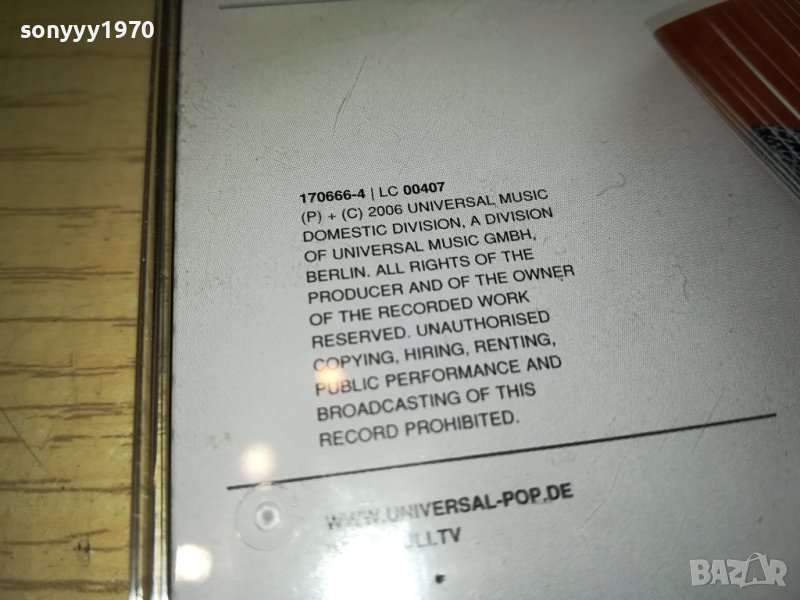 sonyyy1970
170666-4 | LC 00407
(P) + (C) 2006 UNIVERSAL MUSIC
DOMESTIC DIVISION, A DIVISION
OF UNIVERSAL MUSIC GMBH,
BERLIN. ALL RIGHTS OF THE
PRODUCER AND OF THE OWNER
OF THE RECORDED WORK
RESERVED. UNAUTHORISED
COPYING, HIRING, RENTING,
PUBLIC PERFORMANCE AND
BROADCASTING OF THIS
RECORD PROHIBITED.
WWW.UNIVERSAL-POP.DE
BAZAR